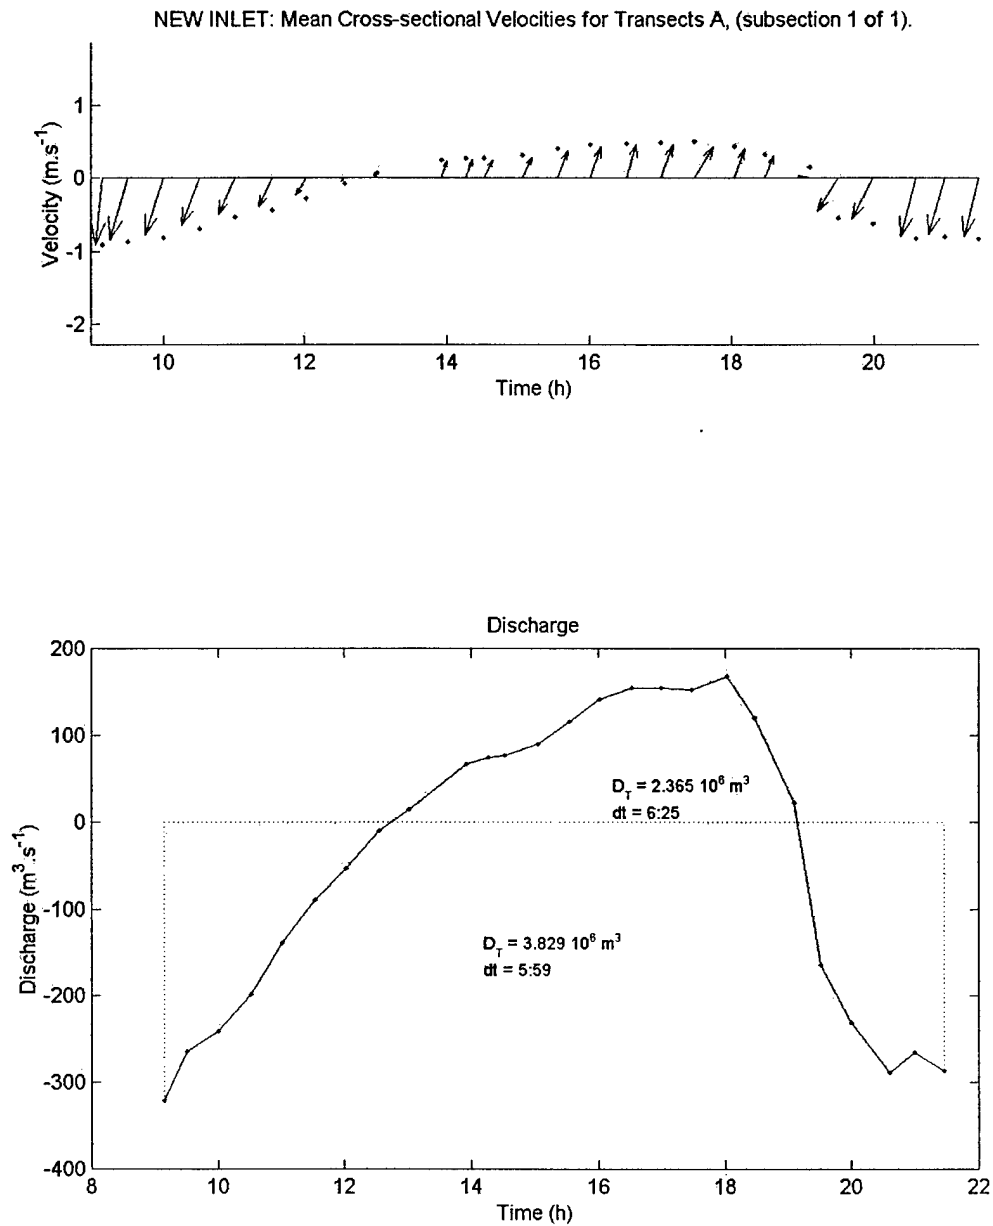 NEW INLET: Mean Cross-sectional Velocities for Transects A, (subsection 1 of 1).
1
0
-1
-2
Velocity (m.s⁻¹)
10 12 14 16 18 20
Time (h)
Discharge
200
100
0
-100
-200
-300
-400
Discharge (m³.s⁻¹)
D_T = 2.365 10⁶ m³
dt = 6:25
D_T = 3.829 10⁶ m³
dt = 5:59
8 10 12 14 16 18 20 22
Time (h)